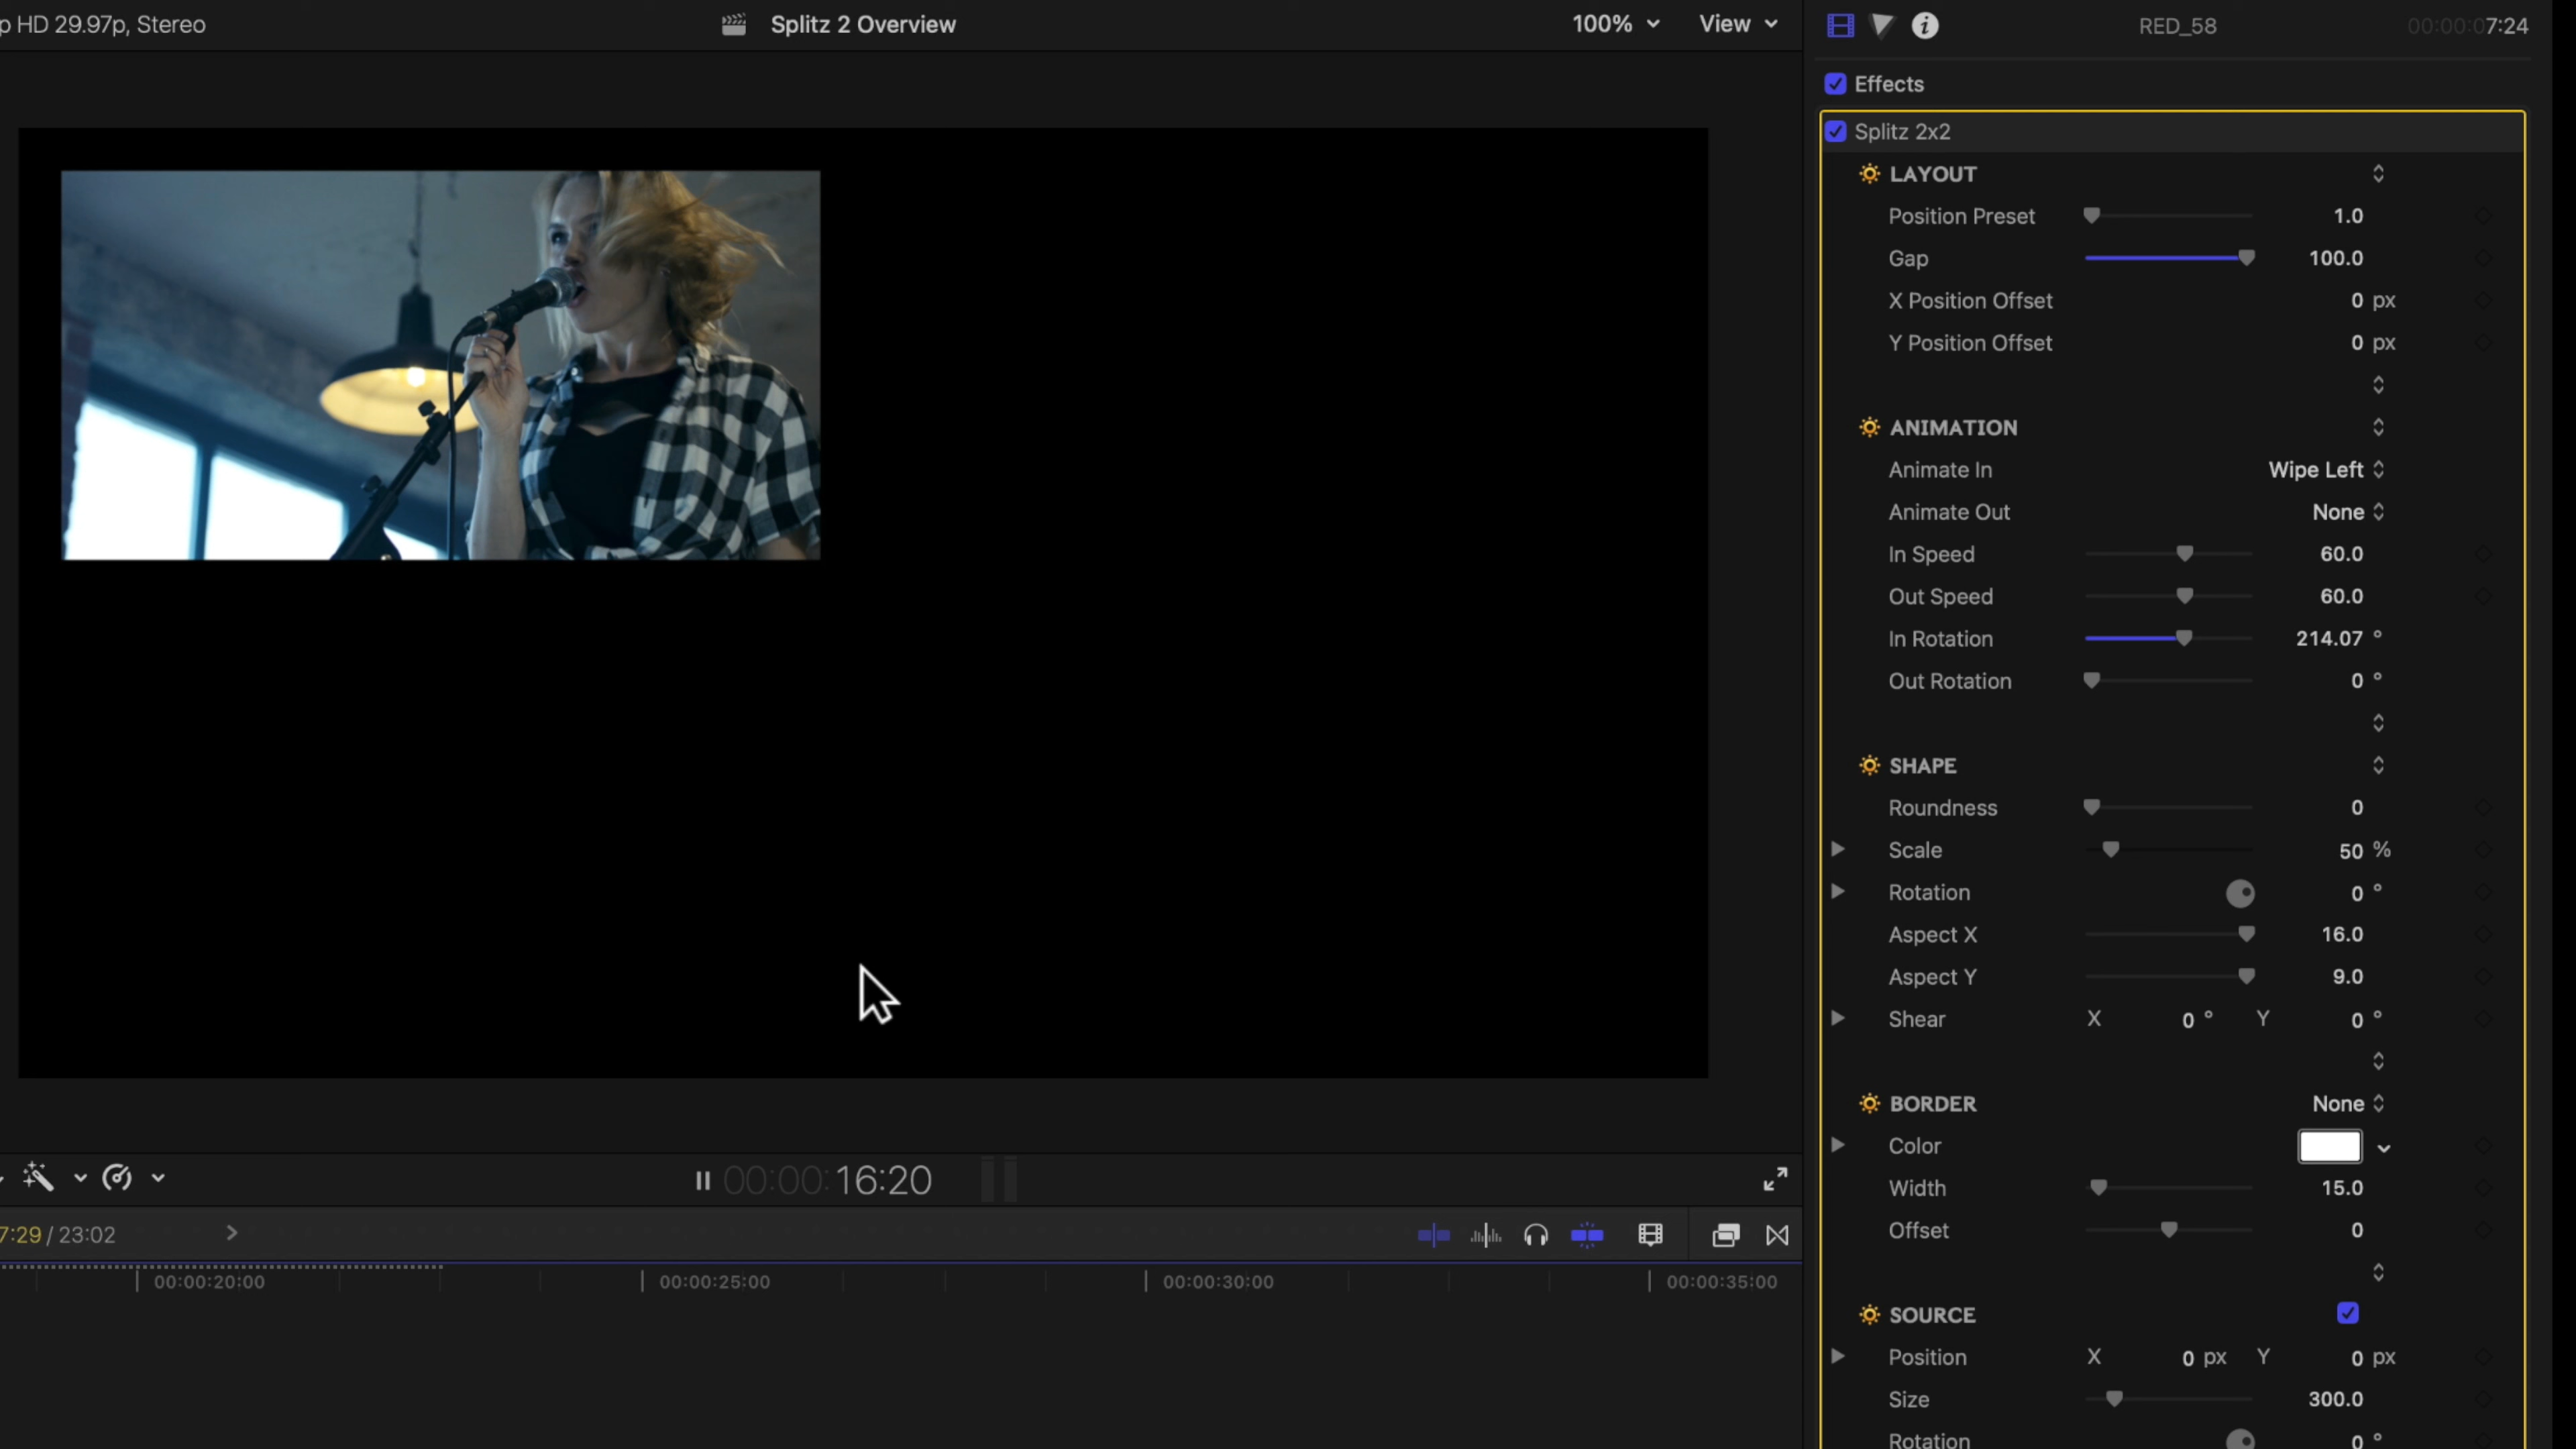 p HD 29.97p, Stereo
Splitz 2 Overview
100%
View
RED_58
00:00:07:24
Effects
Splitz 2x2
LAYOUT
Position Preset 1.0
Gap 100.0
X Position Offset 0 px
Y Position Offset 0 px
ANIMATION
Animate In Wipe Left
Animate Out None
In Speed 60.0
Out Speed 60.0
In Rotation 214.07 °
Out Rotation 0 °
SHAPE
Roundness 0
Scale 50 %
Rotation 0 °
Aspect X 16.0
Aspect Y 9.0
Shear X 0 ° Y 0 °
BORDER None
Color
Width 15.0
Offset 0
SOURCE
Position X 0 px Y 0 px
Size 300.0
Rotation 0 °
00:00:16:20
7:29 / 23:02
00:00:20:00 00:00:25:00 00:00:30:00 00:00:35:00